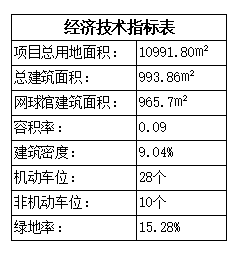 经济技术指标表
项目总用地面积： 10991.80m²
总建筑面积： 993.86m²
网球馆建筑面积： 965.7m²
容积率： 0.09
建筑密度： 9.04%
机动车位： 28个
非机动车位： 10个
绿地率： 15.28%